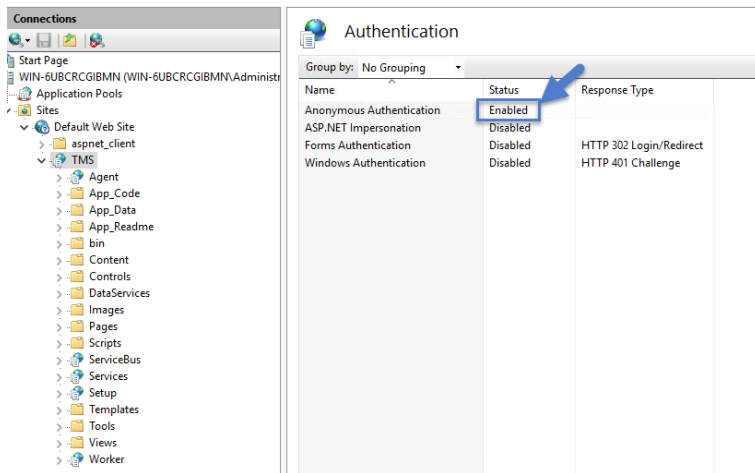 Connections
Start Page
WIN-6UBCRCGIBMN (WIN-6UBCRCGIBMN\Administr
Application Pools
Sites
Default Web Site
aspnet_client
TMS
Agent
App_Code
App_Data
App_Readme
bin
Content
Controls
DataServices
Images
Pages
Scripts
ServiceBus
Services
Setup
Templates
Tools
Views
Worker
Authentication
Group by: No Grouping
Name Status Response Type
Anonymous Authentication Enabled
ASP.NET Impersonation Disabled
Forms Authentication Disabled HTTP 302 Login/Redirect
Windows Authentication Disabled HTTP 401 Challenge